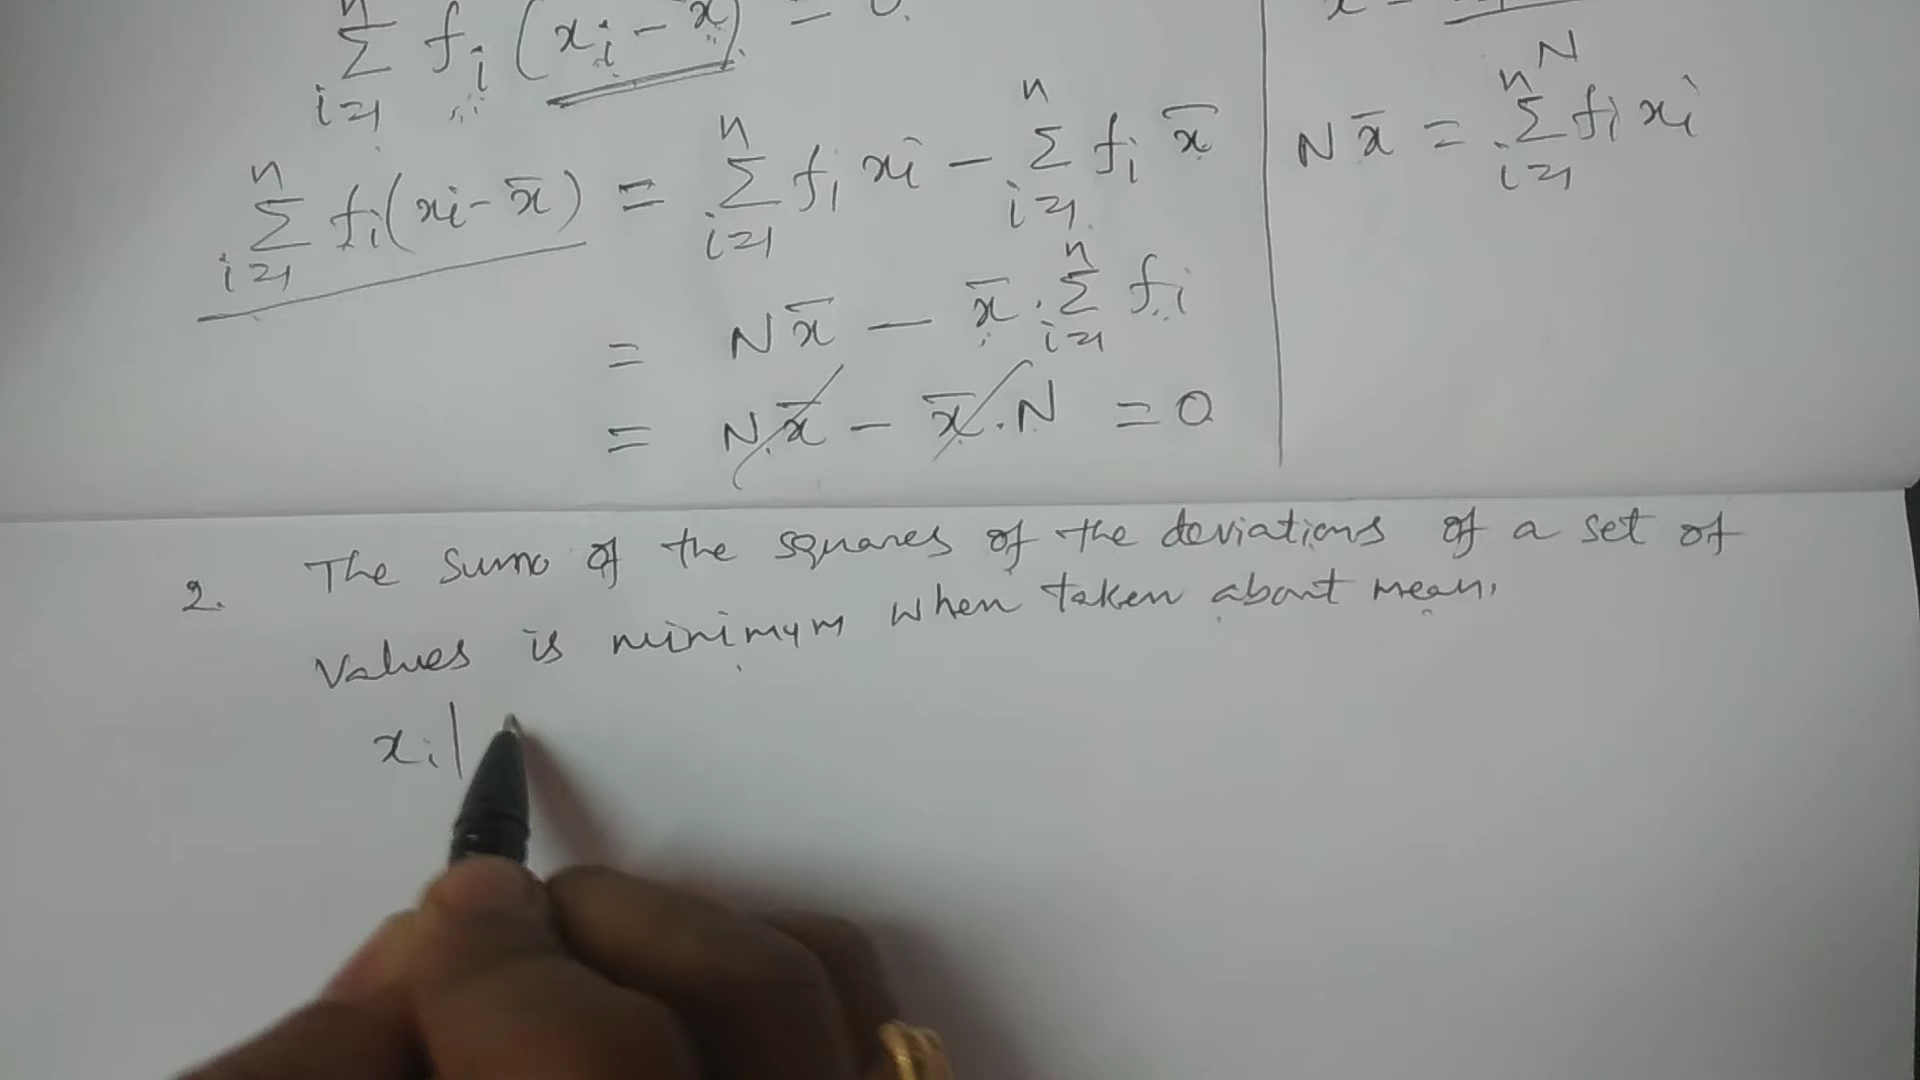 n
Σ fᵢ (xᵢ - x̄) = 0.
i=1
N
n
Σ fᵢ(xᵢ - x̄) = Σ fᵢ xᵢ - Σ fᵢ x̄
i=1 i=1 i=1
= N x̄ - x̄ . Σ fᵢ
i=1
= N x̄ - x̄ . N = 0
N x̄ = Σ fᵢ xᵢ
i=1
2. The sum of the squares of the deviations of a set of
values is minimum when taken about mean.
xᵢ|